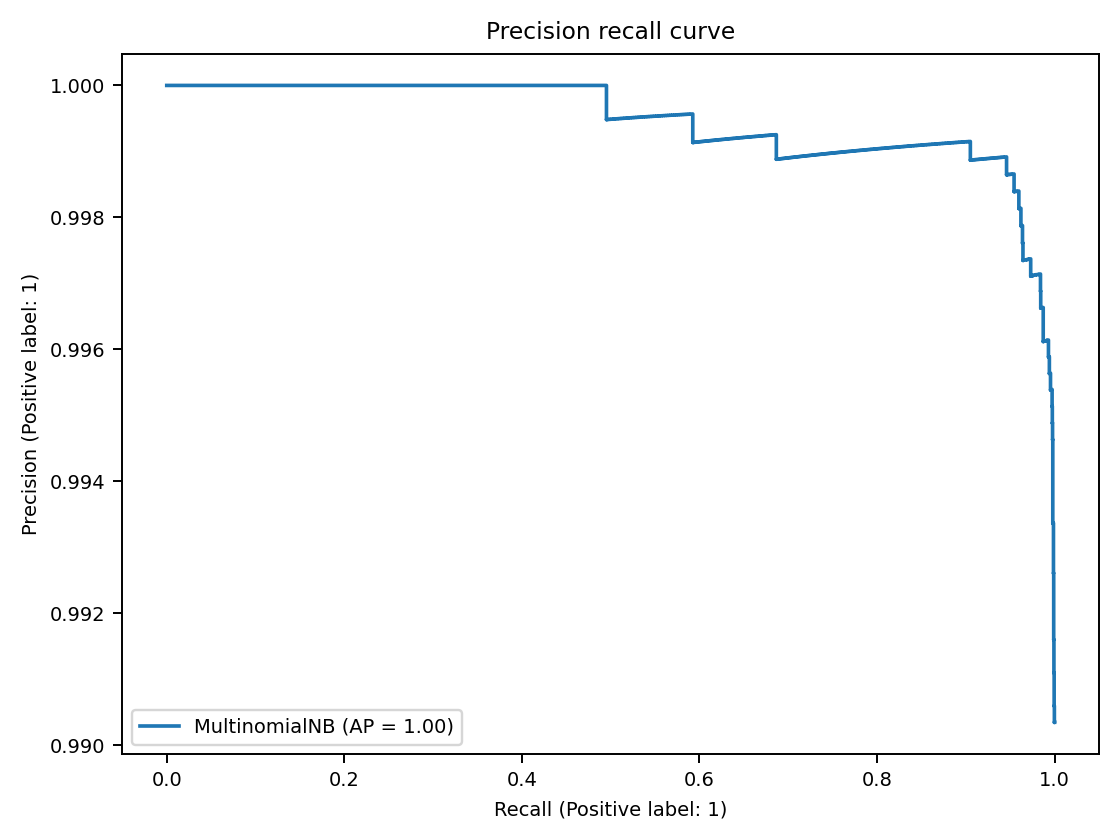 Precision recall curve
1.000
0.998
0.996
0.994
0.992
0.990
Precision (Positive label: 1)
MultinomialNB (AP = 1.00)
0.0 0.2 0.4 0.6 0.8 1.0
Recall (Positive label: 1)